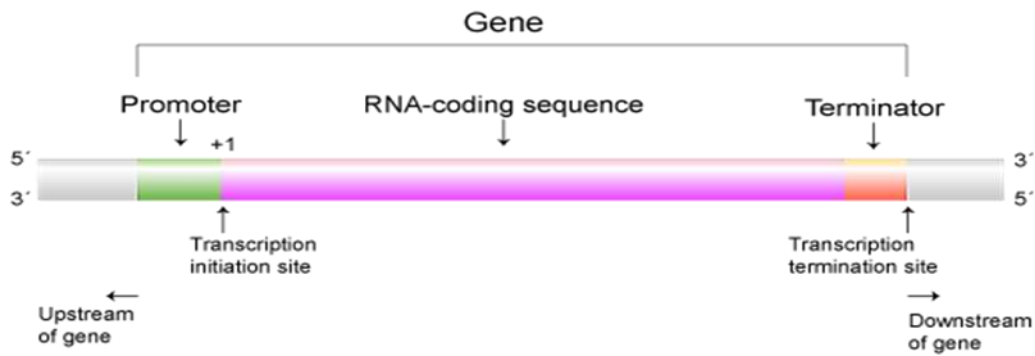 Gene
Promoter
RNA-coding sequence
Terminator
+1
5´
3´
3´
5´
Transcription
initiation site
Transcription
termination site
Upstream
of gene
Downstream
of gene